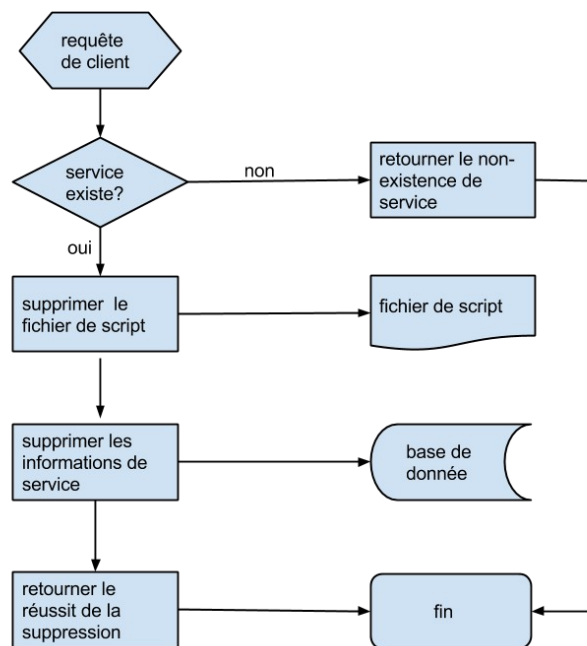 requête
de client
service
existe?
non
retourner le non-
existence de
service
oui
supprimer le
fichier de script
fichier de script
supprimer les
informations de
service
base de
donnée
retourner le
réussit de la
suppression
fin